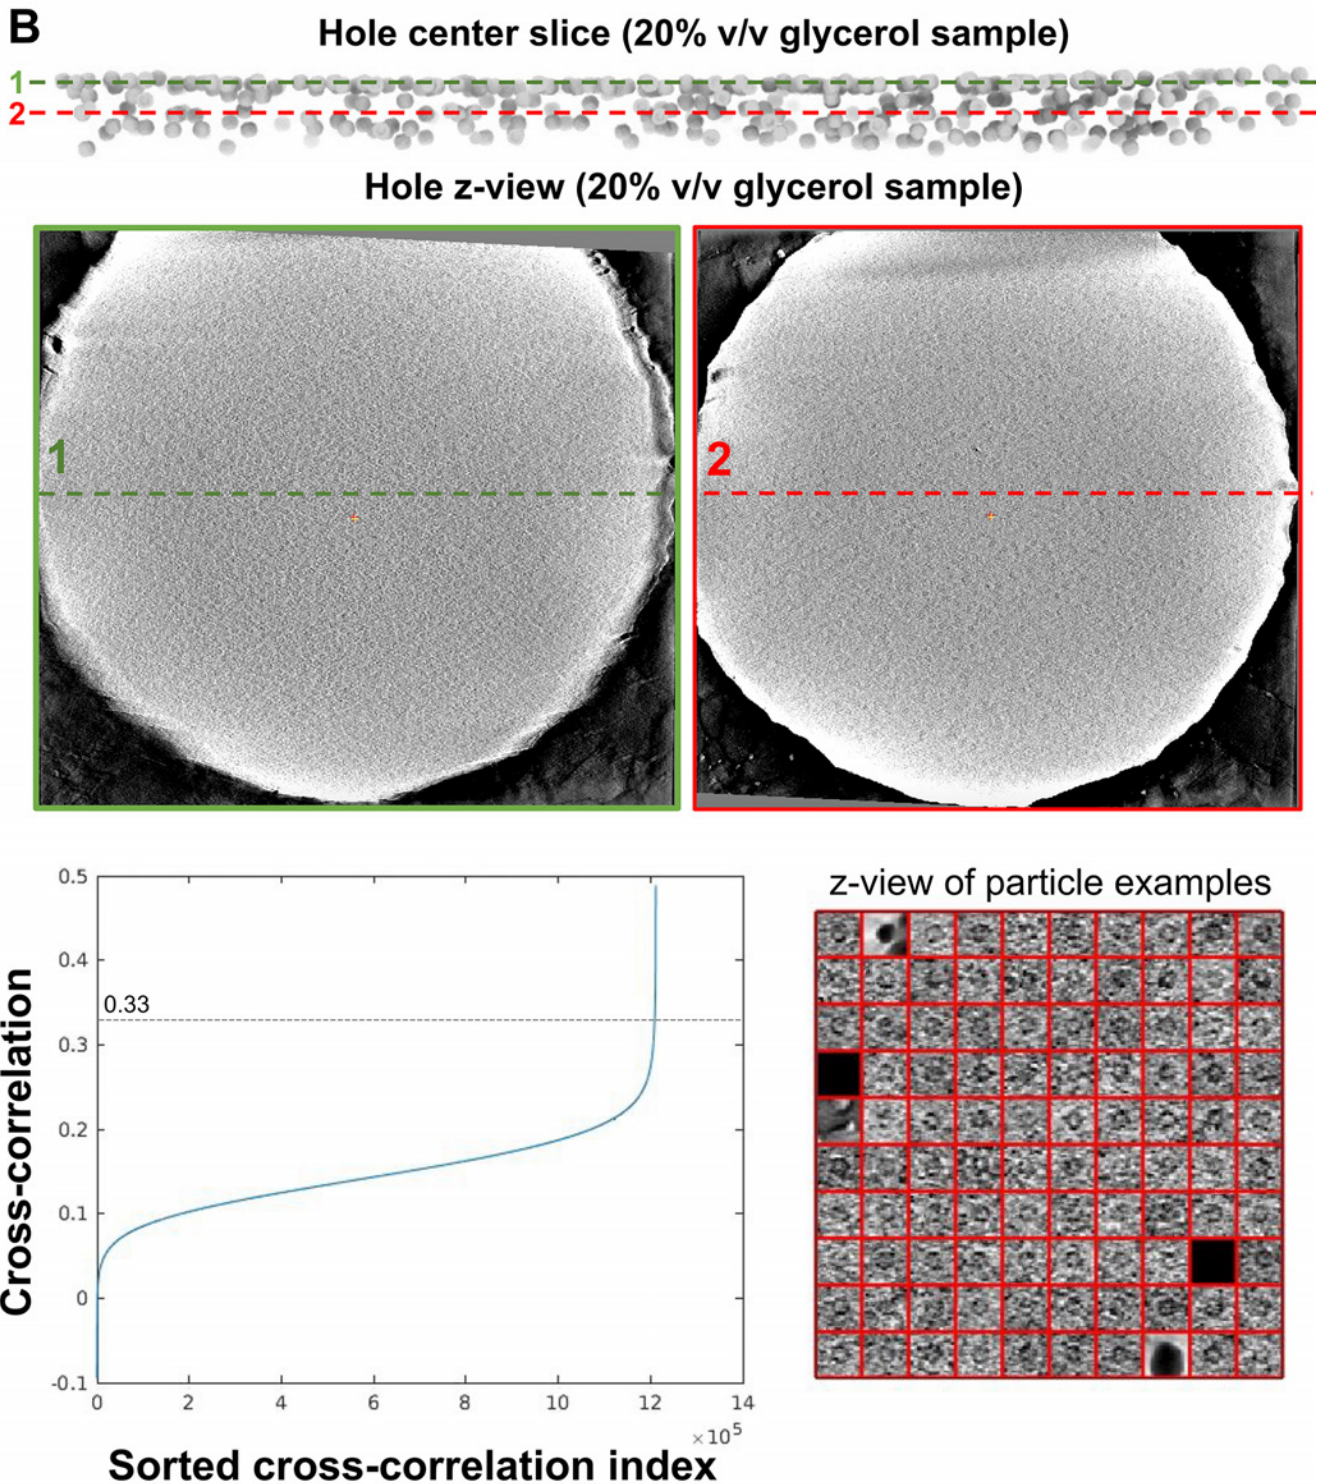 B
Hole center slice (20% v/v glycerol sample)
1
2
Hole z-view (20% v/v glycerol sample)
1
2
z-view of particle examples
Cross-correlation
0.5
0.4
0.33
0.3
0.2
0.1
0
-0.1
0 2 4 6 8 10 12 14
×10⁵
Sorted cross-correlation index